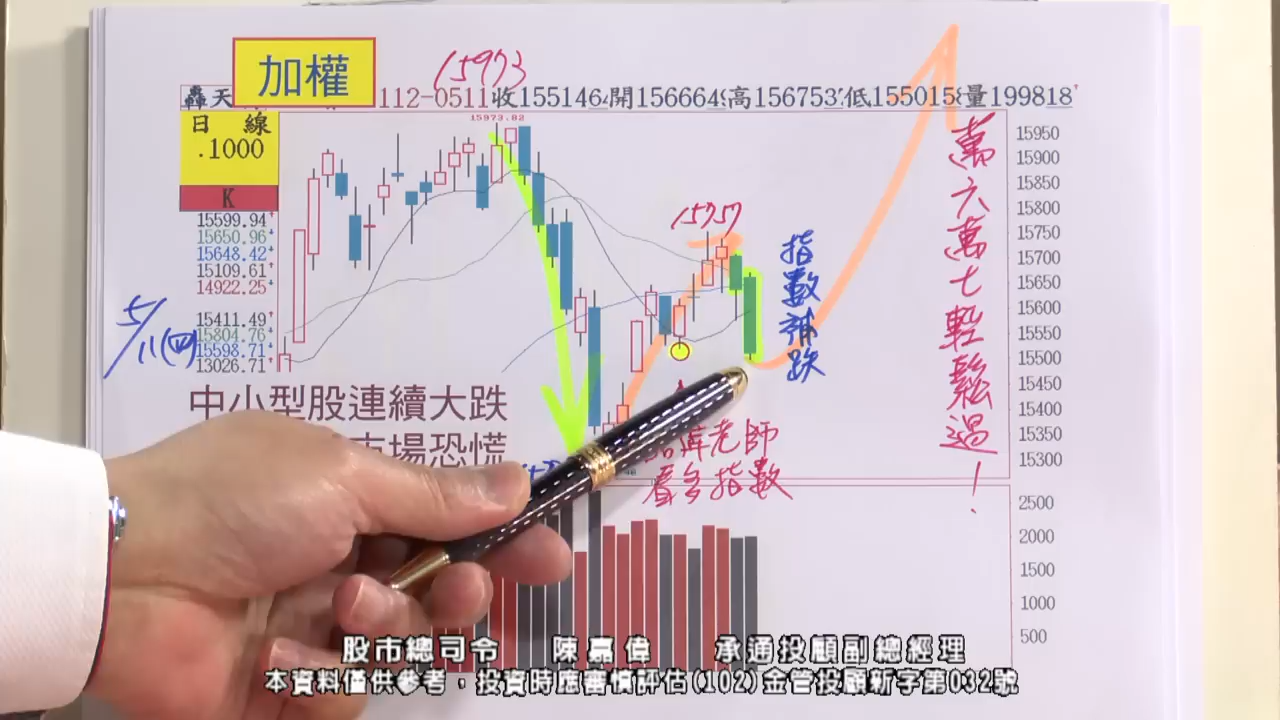 加權
15973
轟天
112-0511收155146開156664高156753低155015量199818
日 線
.1000
K
15599.94
15650.96
15648.42
15109.61
14922.25
15411.49
15804.76
15598.71
13026.71
15973.82
15757
5/11(四)
指數補跌
萬六萬七輕鬆過!
15950
15900
15850
15800
15750
15700
15650
15600
15550
15500
15450
15400
15350
15300
中小型股連續大跌
市場恐慌
老師
看多指數
2500
2000
1500
1000
500
股市總司令 陳嘉偉 承通投顧副總經理
本資料僅供參考，投資時應審慎評估(102)金管投顧新字第032號